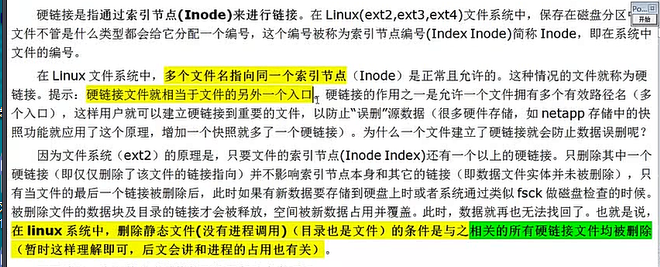 硬链接是指通过索引节点(Inode)来进行链接。在 Linux(ext2,ext3,ext4)文件系统中，保存在磁盘分区中
文件不管是什么类型都会给它分配一个编号，这个编号被称为索引节点编号(Index Inode)简称 Inode，即在系统
中文件的编号。
在 Linux 文件系统中，多个文件名指向同一个索引节点（Inode）是正常且允许的。这种情况的文件就称为硬
链接。提示：硬链接文件就相当于文件的另外一个入口，硬链接的作用之一是允许一个文件拥有多个有效路径名（多
个入口），这样用户就可以建立硬链接到重要的文件，以防止“误删”源数据（很多硬件存储，如 netapp 存储中的快
照功能就应用了这个原理，增加一个快照就多了一个硬链接）。为什么一个文件建立了硬链接就会防止数据误删呢？
因为文件系统（ext2）的原理是，只要文件的索引节点(Inode Index)还有一个以上的硬链接。只删除其中一个
硬链接（即仅仅删除了该文件的链接指向）并不影响索引节点本身和其它的链接（即数据文件实体并未被删除），只
有当文件的最后一个链接被删除后，此时如果有新数据要存储到硬盘上时或者系统通过类似 fsck 做磁盘检查的时候。
被删除文件的数据块及目录的链接才会被释放，空间被新数据占用并覆盖。此时，数据就再也无法找回了。也就是说，
在 linux 系统中，删除静态文件(没有进程调用)（目录也是文件）的条件是与之相关的所有硬链接文件均被删除
（暂时这样理解即可，后文会讲和进程的占用也有关）。
Po...
开始